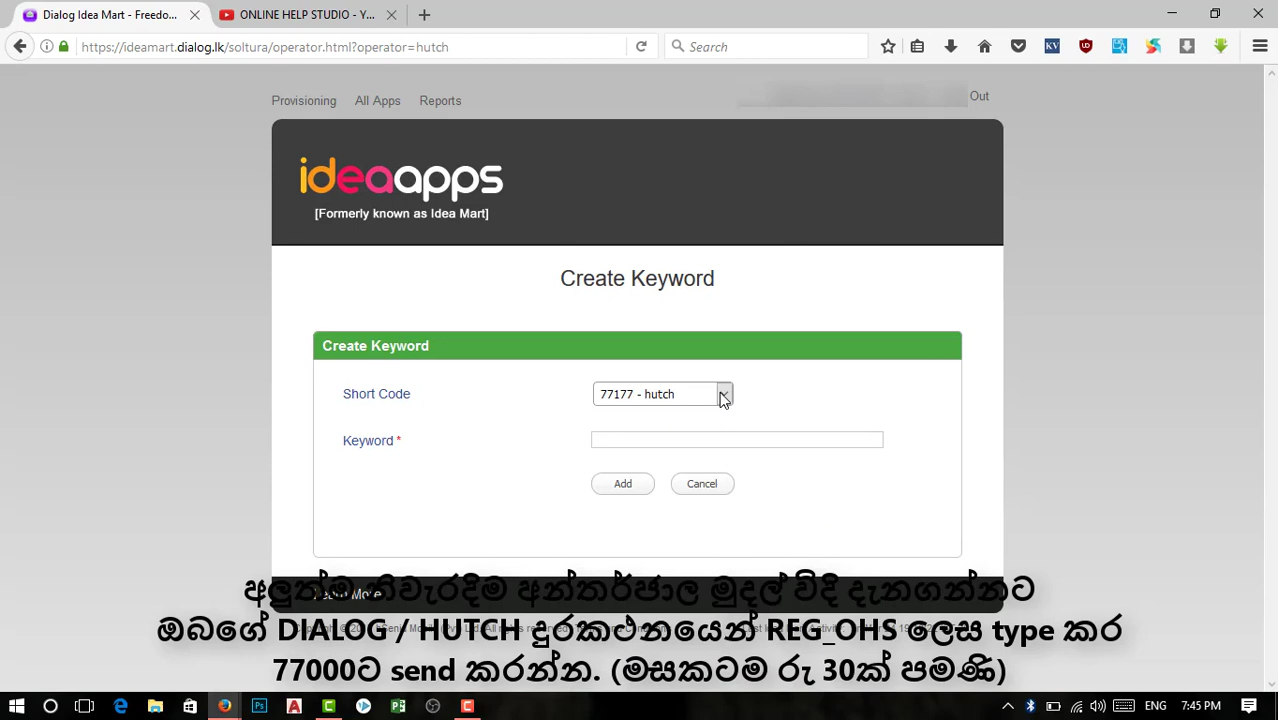 Dialog Idea Mart - Freedo...
ONLINE HELP STUDIO - Y...
https://ideamart.dialog.lk/soltura/operator.html?operator=hutch
Search
Provisioning All Apps Reports
Out
ideaapps
[Formerly known as Idea Mart]
Create Keyword
Create Keyword
Short Code
77177 - hutch
Keyword *
Add Cancel
Learn More
අලුත්ම නිවැරදිම අන්තර්ජාල මුදල් විදි දැනගන්නට
ඔබගේ DIALOG / HUTCH දුරකථනයෙන් REG_OHS ලෙස type කර
77000ට send කරන්න. (මසකටම රු 30ක් පමණි)
ENG 7:45 PM